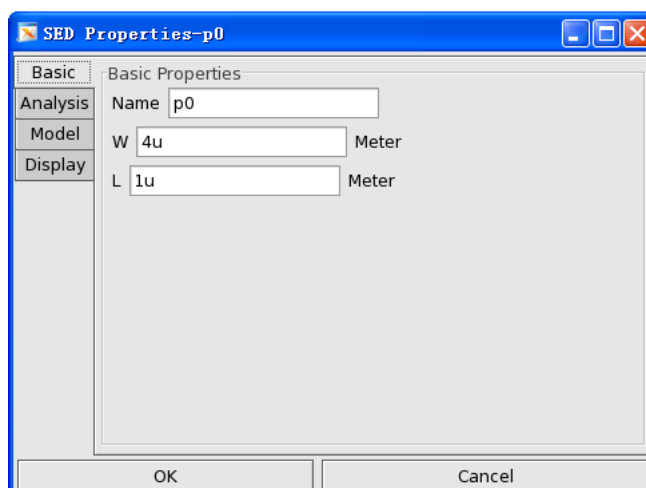 SED Properties-p0
Basic
Analysis
Model
Display
Basic Properties
Name p0
W 4u Meter
L 1u Meter
OK Cancel